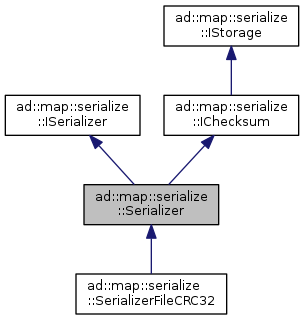 ad::map::serialize
::IStorage
ad::map::serialize
::ISerializer
ad::map::serialize
::IChecksum
ad::map::serialize
::Serializer
ad::map::serialize
::SerializerFileCRC32